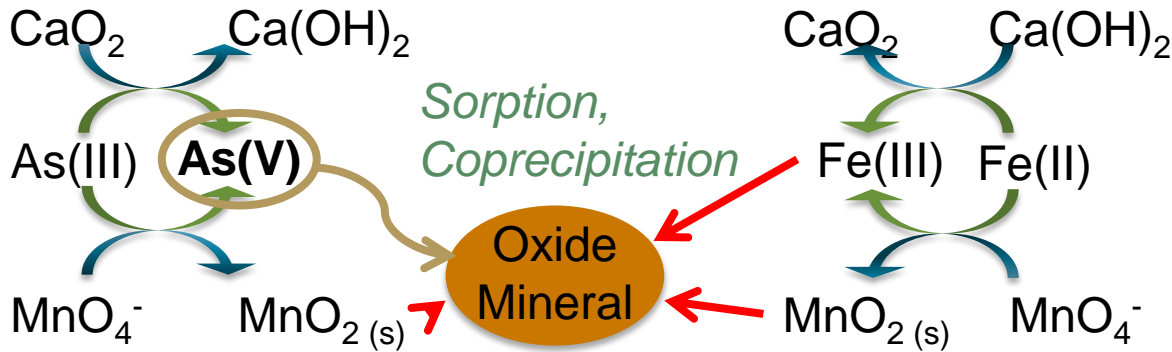 CaO₂ Ca(OH)₂ CaO₂ Ca(OH)₂
Sorption,
Coprecipitation
As(III) As(V) Fe(III) Fe(II)
Oxide
Mineral
MnO₄⁻ MnO₂ (s) MnO₂ (s) MnO₄⁻